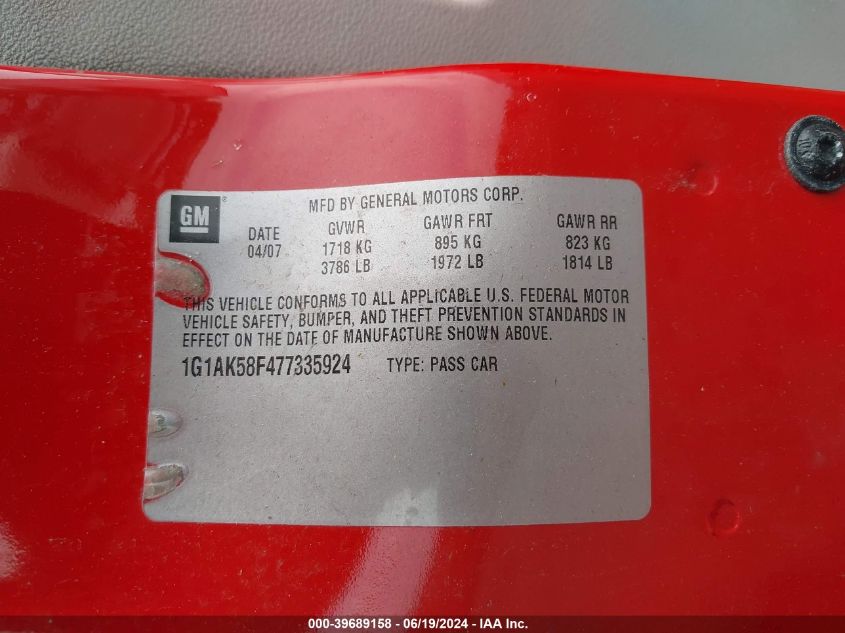 GM ®
MFD BY GENERAL MOTORS CORP.
DATE GVWR GAWR FRT GAWR RR
04/07 1718 KG 895 KG 823 KG
3786 LB 1972 LB 1814 LB
THIS VEHICLE CONFORMS TO ALL APPLICABLE U.S. FEDERAL MOTOR
VEHICLE SAFETY, BUMPER, AND THEFT PREVENTION STANDARDS IN
EFFECT ON THE DATE OF MANUFACTURE SHOWN ABOVE.
1G1AK58F477335924 TYPE: PASS CAR
000-39689158 - 06/19/2024 - IAA Inc.